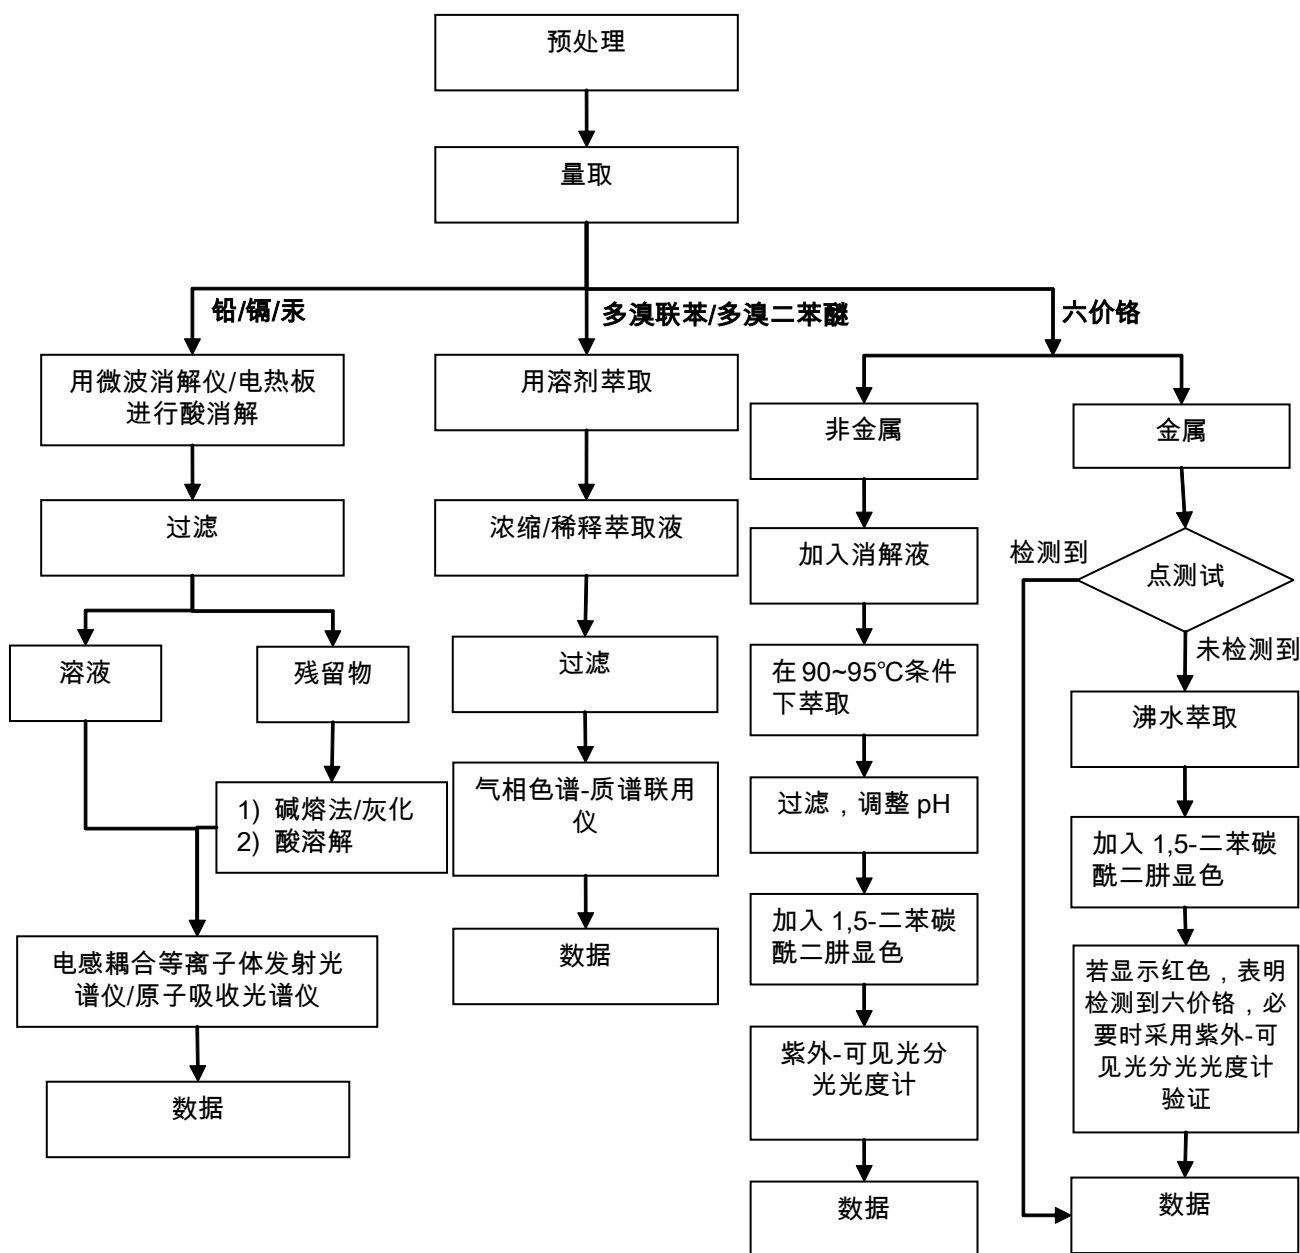 预处理
量取
铅/镉/汞
多溴联苯/多溴二苯醚
六价铬
用微波消解仪/电热板
进行酸消解
过滤
溶液
残留物
1) 碱熔法/灰化
2) 酸溶解
电感耦合等离子体发射光
谱仪/原子吸收光谱仪
数据
用溶剂萃取
浓缩/稀释萃取液
过滤
气相色谱-质谱联用
仪
数据
非金属
加入消解液
在 90~95℃条件
下萃取
过滤，调整 pH
加入 1,5-二苯碳
酰二肼显色
紫外-可见光分
光光度计
数据
金属
点测试
检测到
未检测到
沸水萃取
加入 1,5-二苯碳
酰二肼显色
若显示红色，表明
检测到六价铬，必
要时采用紫外-可
见光分光光度计
验证
数据